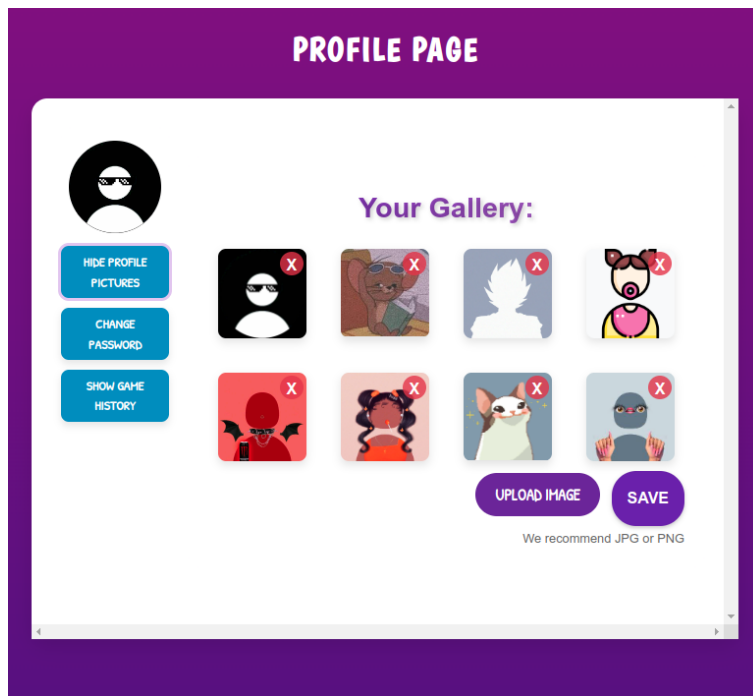 PROFILE PAGE
HIDE PROFILE
PICTURES
CHANGE
PASSWORD
SHOW GAME
HISTORY
Your Gallery:
X X X X
X X X X
UPLOAD IMAGE SAVE
We recommend JPG or PNG